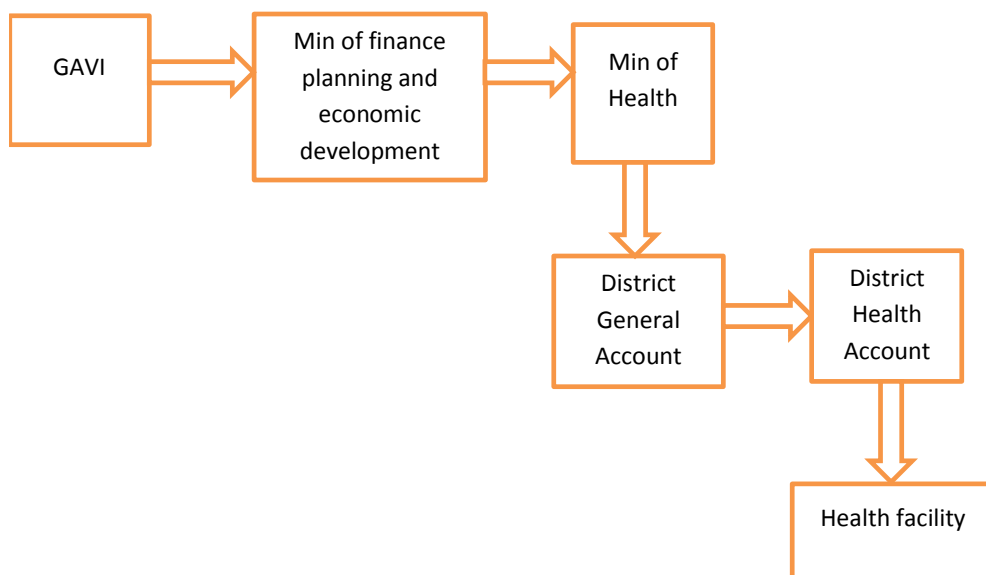 GAVI
Min of finance
planning and
economic
development
Min of
Health
District
General
Account
District
Health
Account
Health facility